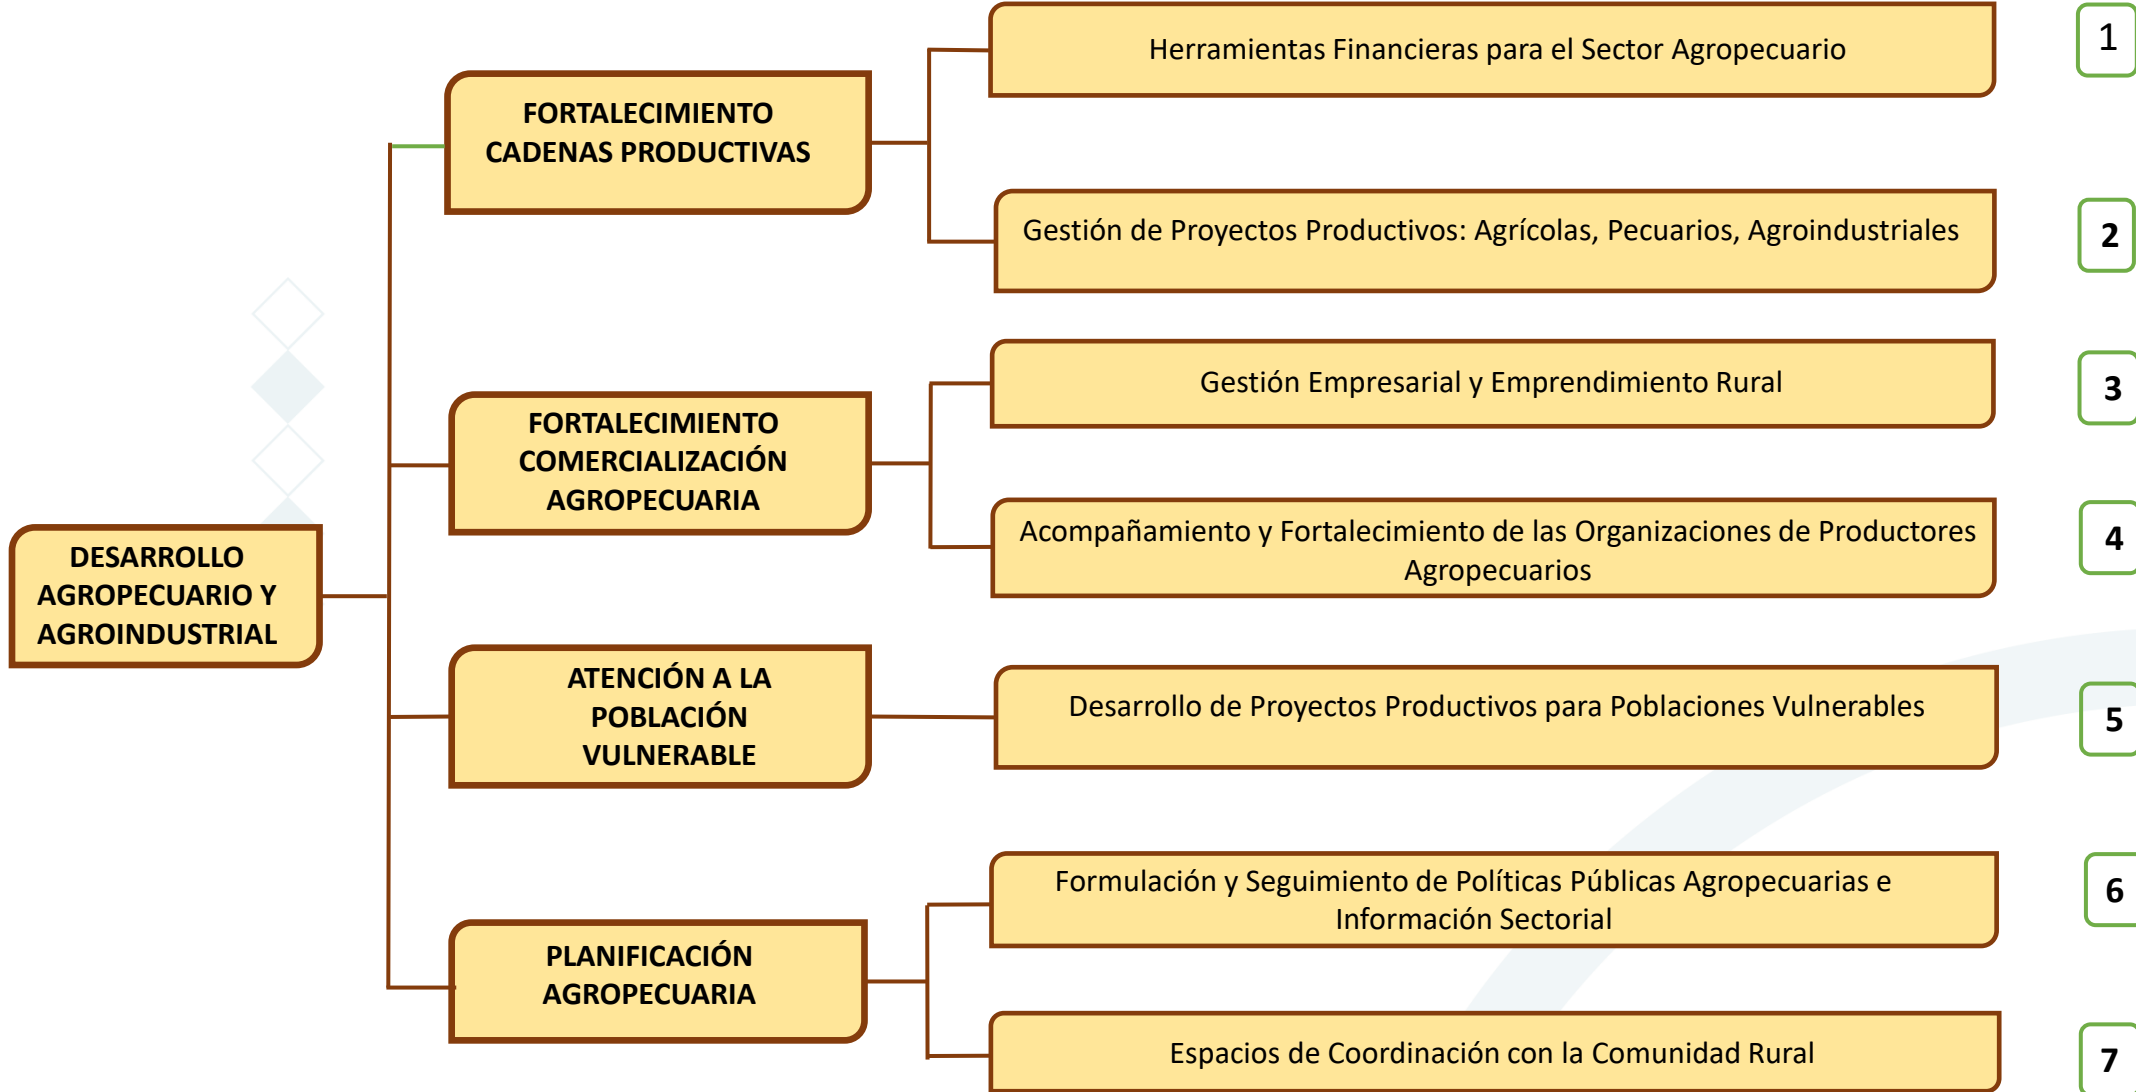 DESARROLLO
AGROPECUARIO Y
AGROINDUSTRIAL
FORTALECIMIENTO
CADENAS PRODUCTIVAS
Herramientas Financieras para el Sector Agropecuario
1
Gestión de Proyectos Productivos: Agrícolas, Pecuarios, Agroindustriales
2
FORTALECIMIENTO
COMERCIALIZACIÓN
AGROPECUARIA
Gestión Empresarial y Emprendimiento Rural
3
Acompañamiento y Fortalecimiento de las Organizaciones de Productores
Agropecuarios
4
ATENCIÓN A LA
POBLACIÓN
VULNERABLE
Desarrollo de Proyectos Productivos para Poblaciones Vulnerables
5
PLANIFICACIÓN
AGROPECUARIA
Formulación y Seguimiento de Políticas Públicas Agropecuarias e
Información Sectorial
6
Espacios de Coordinación con la Comunidad Rural
7